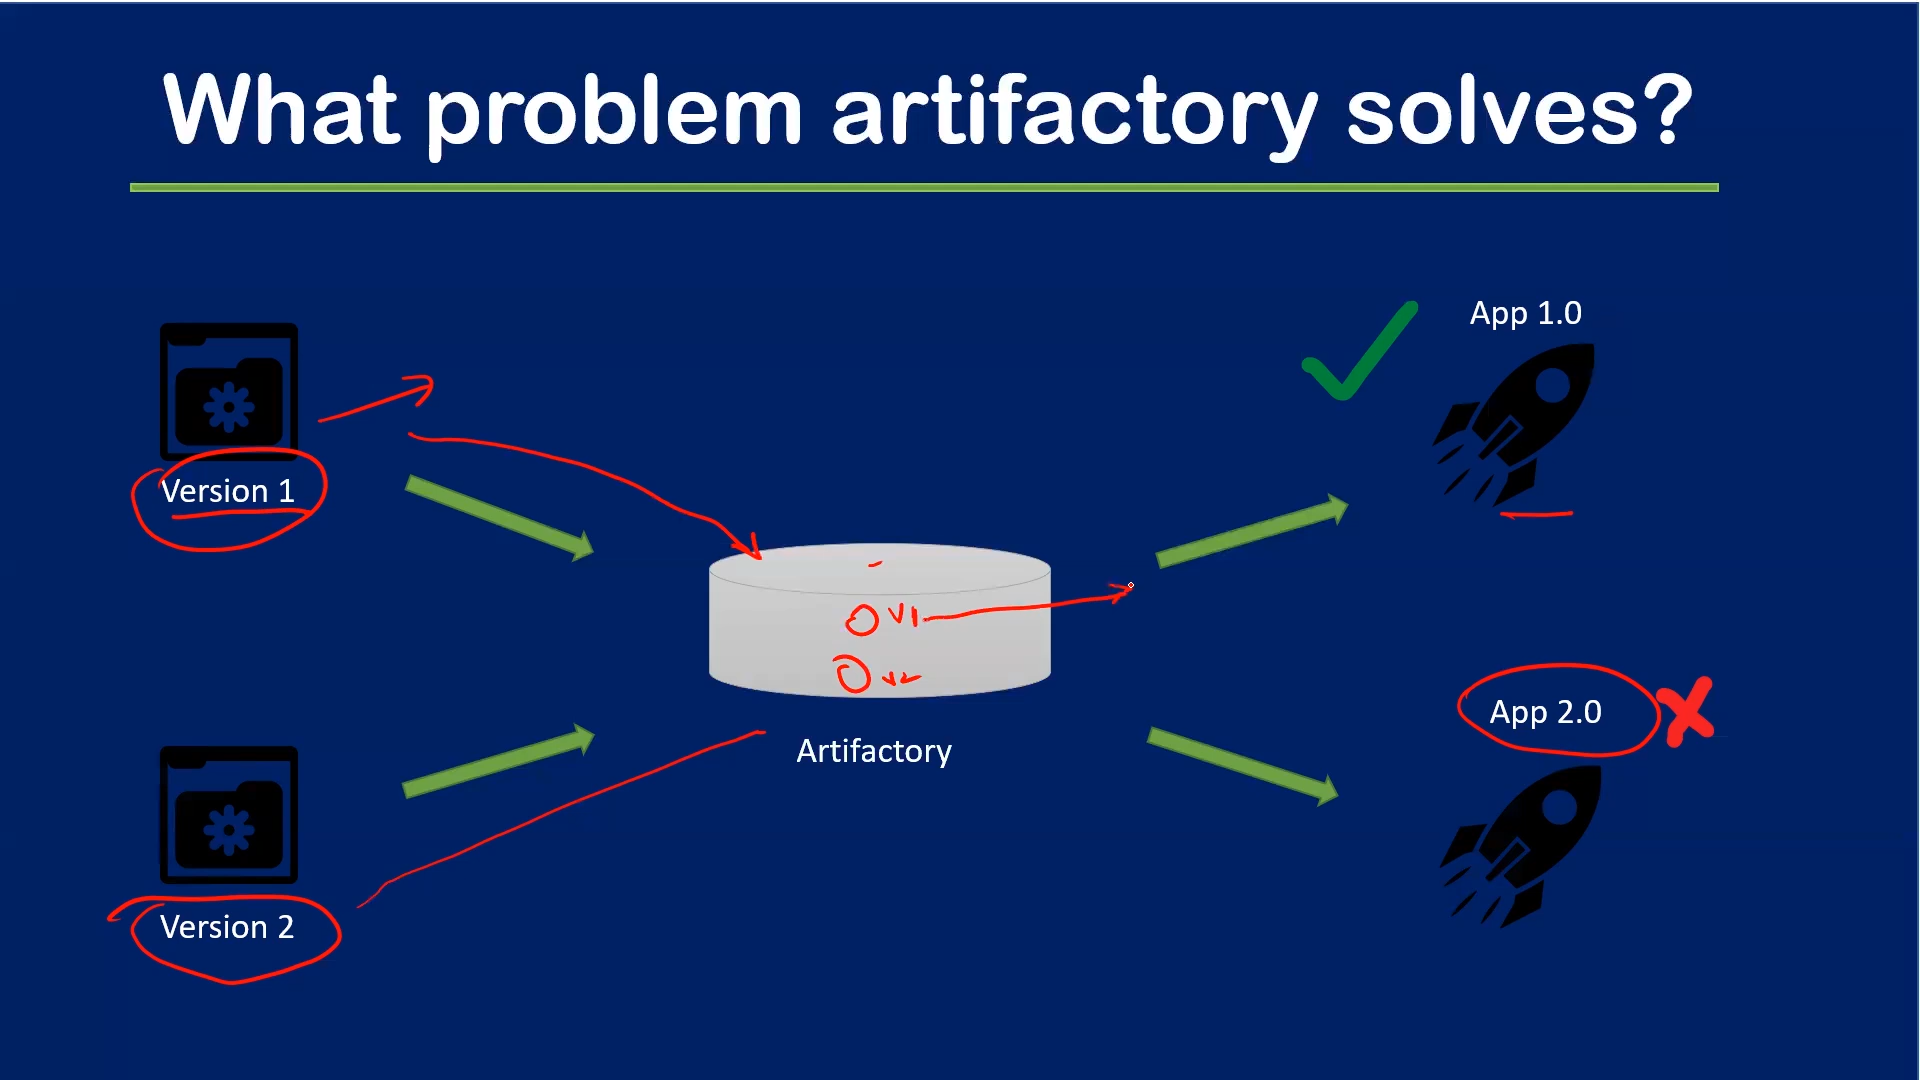 What problem artifactory solves?
App 1.0
Version 1
V1
V2
App 2.0
Artifactory
Version 2